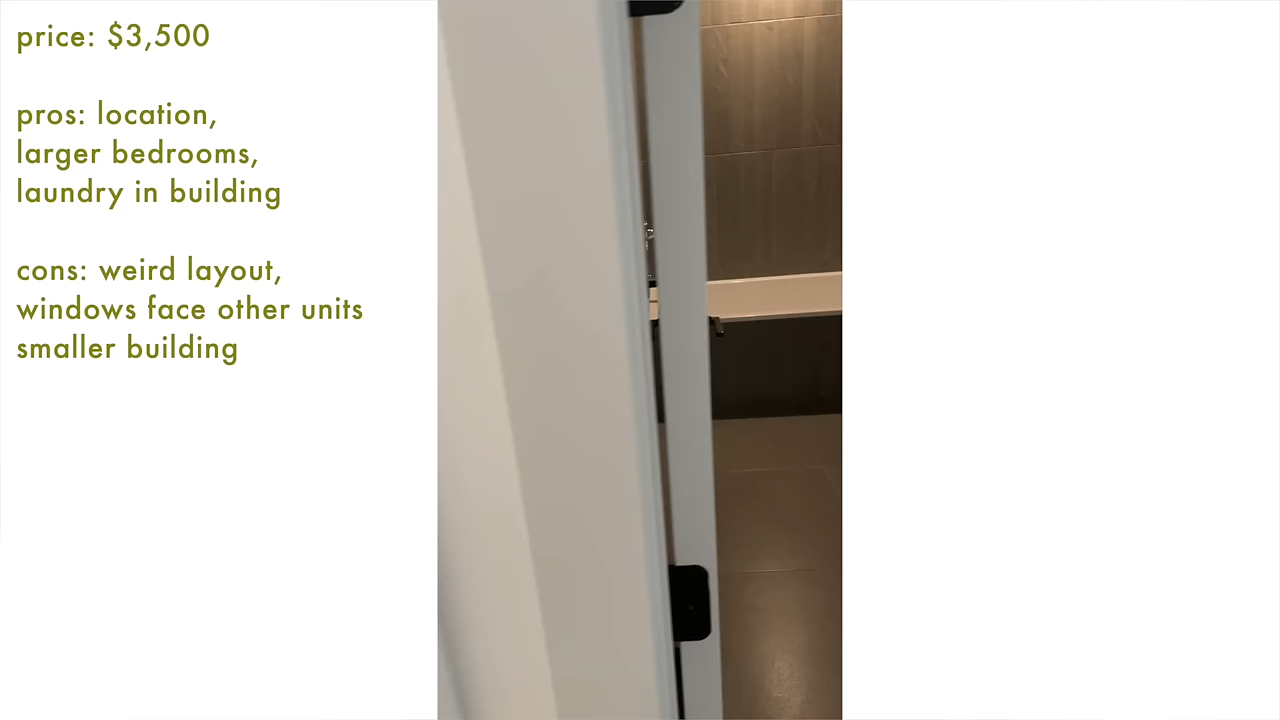 price: $3,500
pros: location,
larger bedrooms,
laundry in building
cons: weird layout,
windows face other units
smaller building